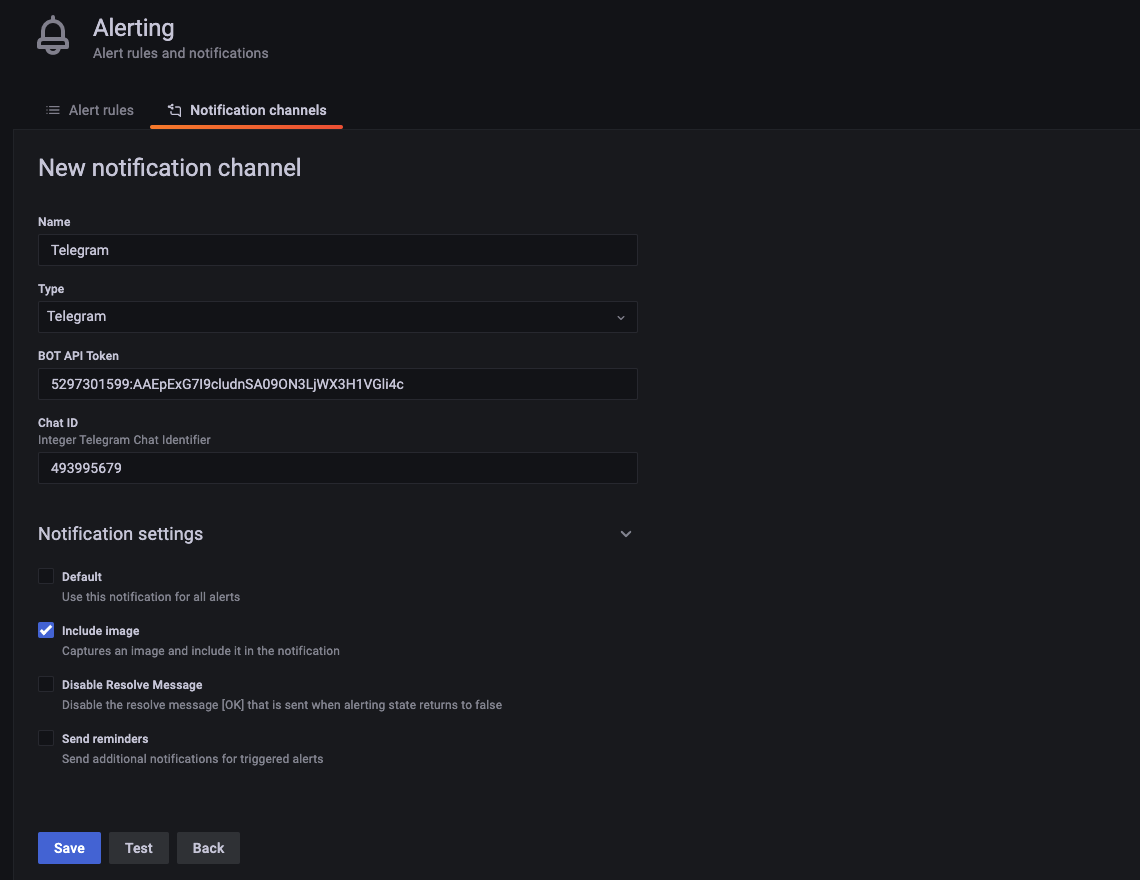 Alerting
Alert rules and notifications
Alert rules
Notification channels
New notification channel
Name
Telegram
Type
Telegram
BOT API Token
5297301599:AAEpExG7I9cludnSA09ON3LjWX3H1VGli4c
Chat ID
Integer Telegram Chat Identifier
493995679
Notification settings
Default
Use this notification for all alerts
Include image
Captures an image and include it in the notification
Disable Resolve Message
Disable the resolve message [OK] that is sent when alerting state returns to false
Send reminders
Send additional notifications for triggered alerts
Save
Test
Back